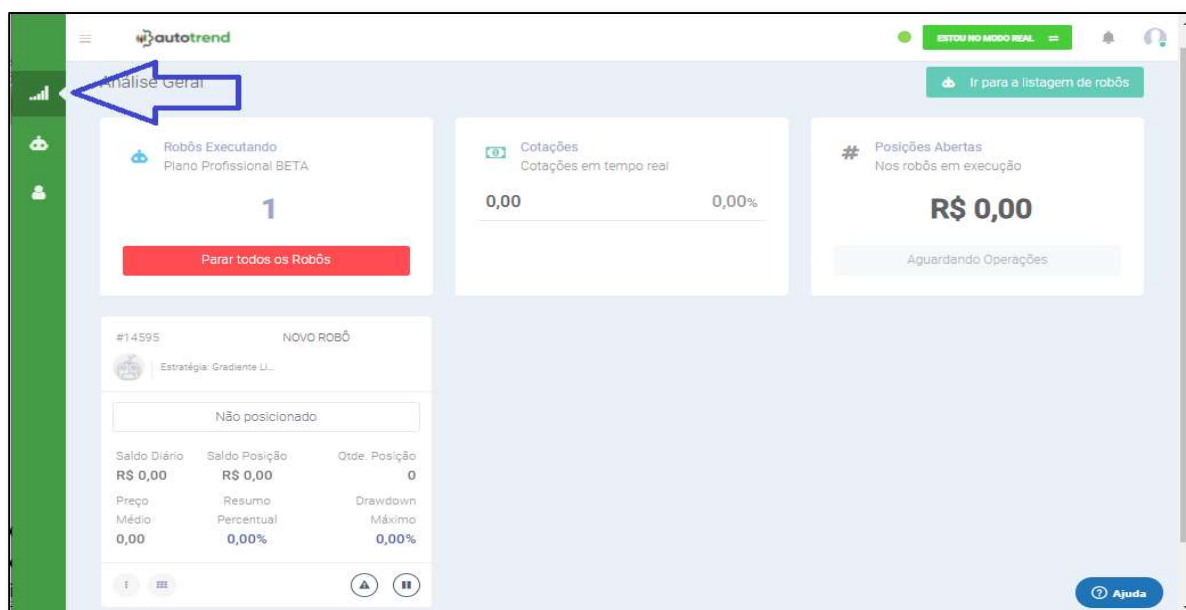 autotrend
ESTOU NO MODO REAL
Análise Geral
Ir para a listagem de robôs
Robôs Executando
Plano Profissional BETA
1
Parar todos os Robôs
Cotações
Cotações em tempo real
0,00 0,00%
# Posições Abertas
Nos robôs em execução
R$ 0,00
Aguardando Operações
#14595 NOVO ROBÔ
Estratégia: Gradiente Li...
Não posicionado
Saldo Diário Saldo Posição Qtde. Posição
R$ 0,00 R$ 0,00 0
Preço Resumo Drawdown
Médio Percentual Máximo
0,00 0,00% 0,00%
Ajuda